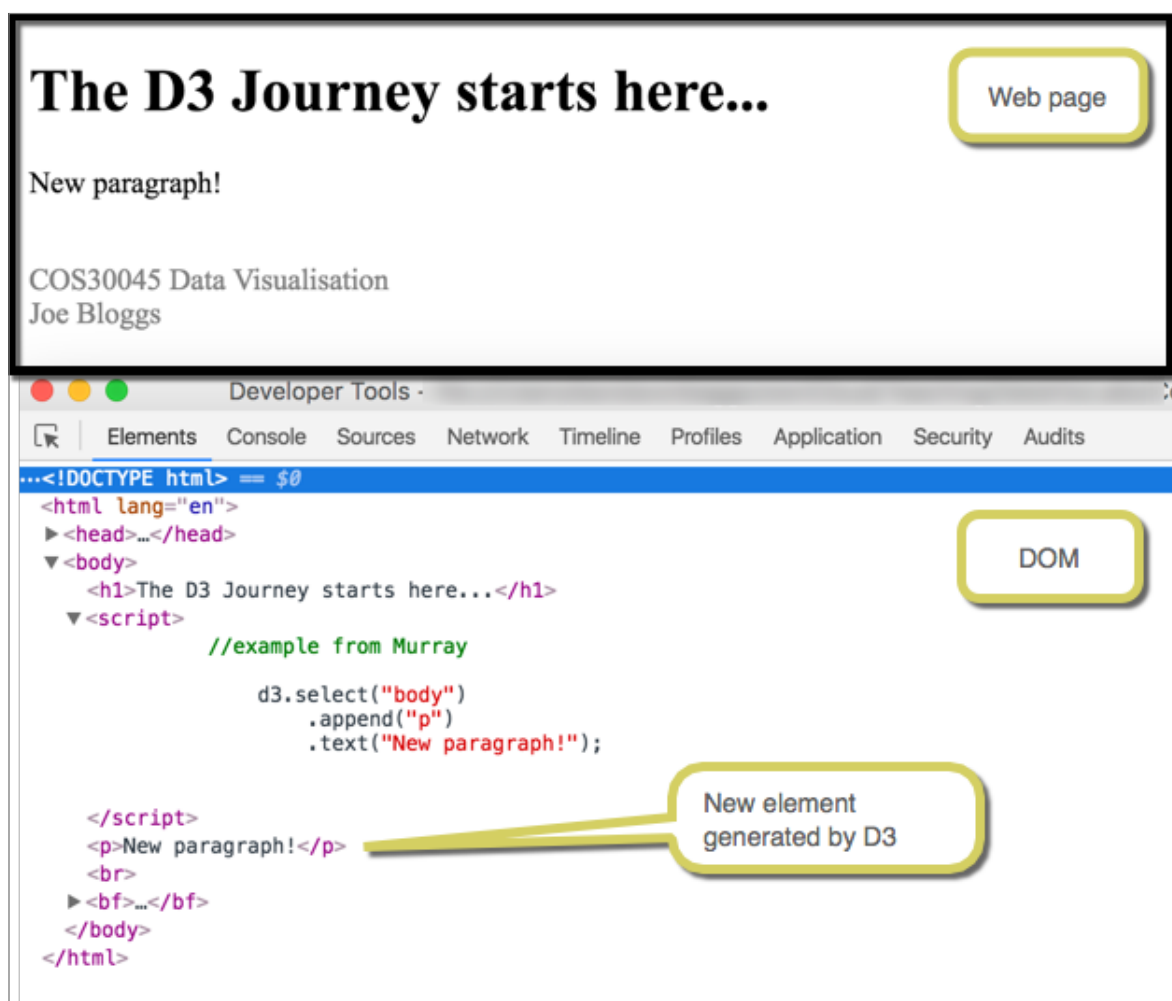 The D3 Journey starts here...
Web page
New paragraph!
COS30045 Data Visualisation
Joe Bloggs
Developer Tools -
Elements Console Sources Network Timeline Profiles Application Security Audits
···<!DOCTYPE html> == $0
<html lang="en">
▶<head>…</head>
▼<body>
DOM
<h1>The D3 Journey starts here...</h1>
▼<script>
//example from Murray
d3.select("body")
.append("p")
.text("New paragraph!");
</script>
New element
generated by D3
<p>New paragraph!</p>
<br>
▶<bf>…</bf>
</body>
</html>